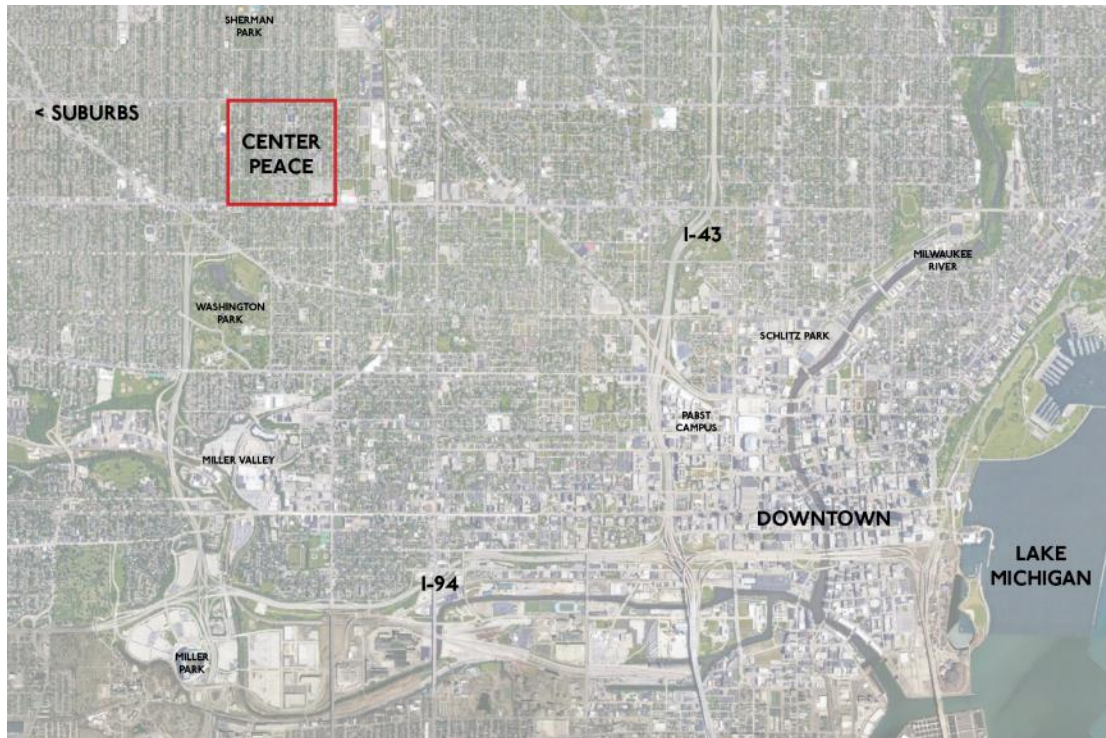 SHERMAN
PARK
< SUBURBS
CENTER
PEACE
I-43
MILWAUKEE
RIVER
WASHINGTON
PARK
SCHLITZ PARK
PABST
CAMPUS
MILLER VALLEY
DOWNTOWN
LAKE
MICHIGAN
I-94
MILLER
PARK